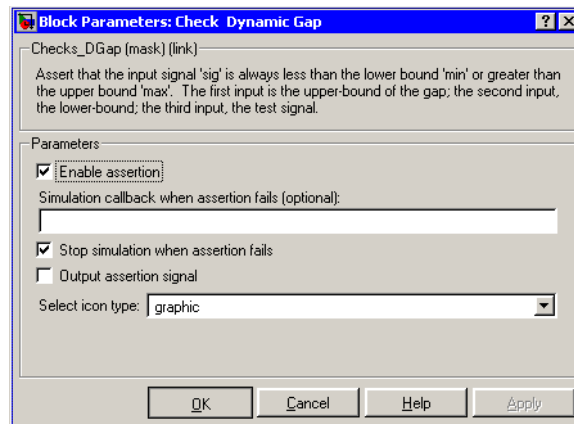 Block Parameters: Check Dynamic Gap
Checks_DGap (mask) (link)
Assert that the input signal 'sig' is always less than the lower bound 'min' or greater than
the upper bound 'max'. The first input is the upper-bound of the gap; the second input,
the lower-bound; the third input, the test signal.
Parameters
Enable assertion
Simulation callback when assertion fails (optional):
Stop simulation when assertion fails
Output assertion signal
Select icon type: graphic
OK Cancel Help Apply